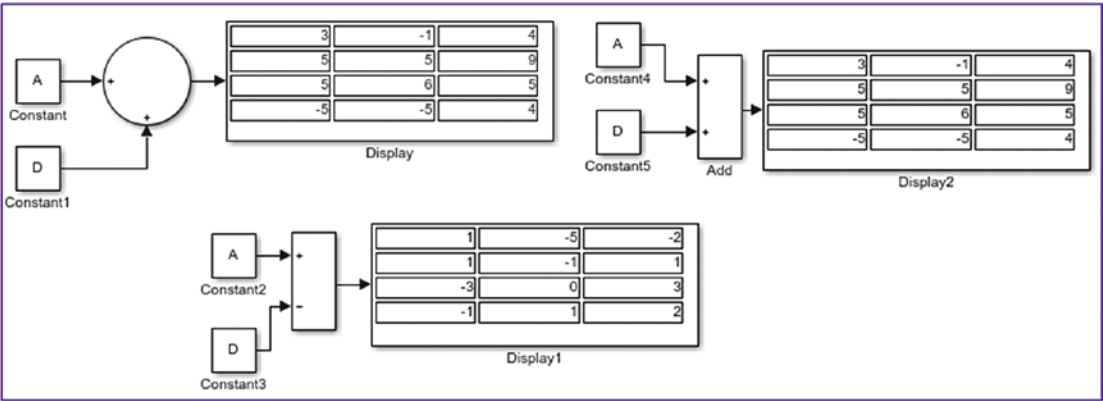 A
+
+
Constant
D
Constant1
3 -1 4
5 5 9
5 6 5
-5 -5 4
Display
A
Constant4
+
D
+
Constant5
Add
3 -1 4
5 5 9
5 6 5
-5 -5 4
Display2
A
+
Constant2
−
D
Constant3
1 -5 -2
1 -1 1
-3 0 3
-1 1 2
Display1